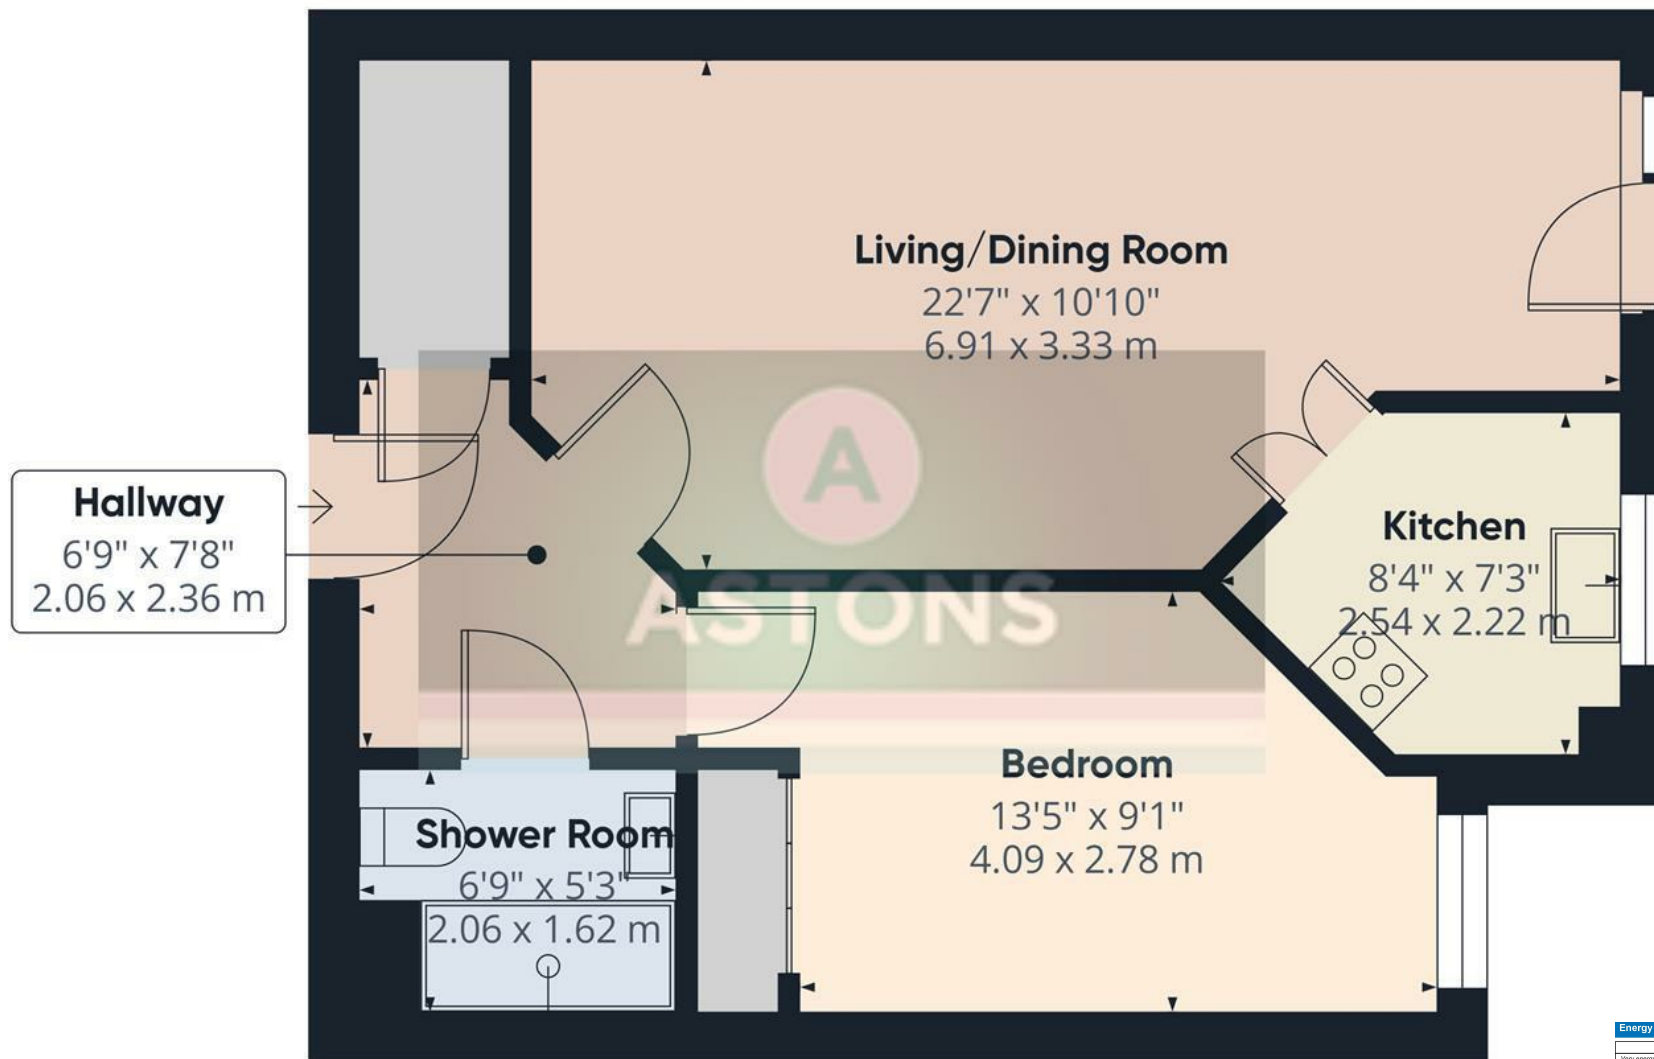 Living/Dining Room
22'7" x 10'10"
6.91 x 3.33 m
A
ASTONS
Hallway
6'9" x 7'8"
2.06 x 2.36 m
Kitchen
8'4" x 7'3"
2.54 x 2.22 m
Bedroom
13'5" x 9'1"
4.09 x 2.78 m
Shower Room
6'9" x 5'3"
2.06 x 1.62 m
Energy